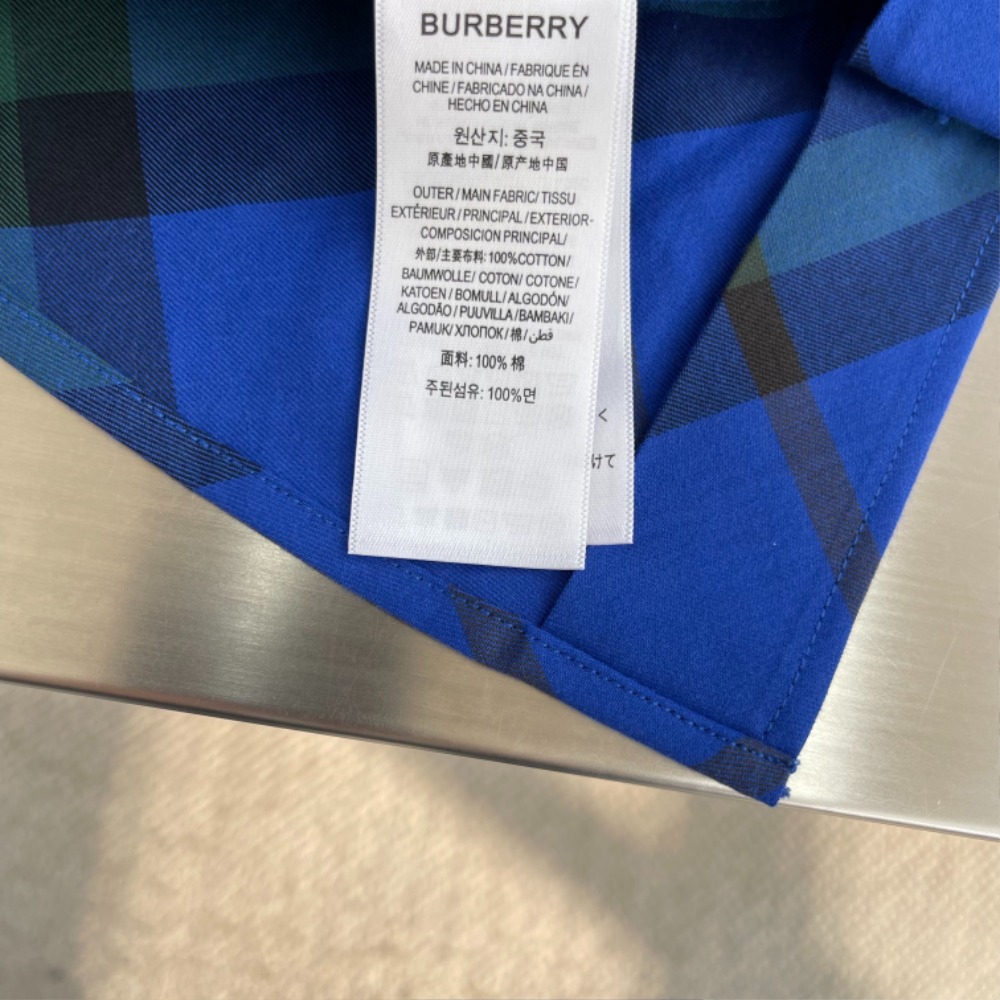 BURBERRY
MADE IN CHINA / FABRIQUE EN
CHINE / FABRICADO NA CHINA /
HECHO EN CHINA
원산지: 중국
原產地中國/原产地中国
OUTER / MAIN FABRIC/ TISSU
EXTÉRIEUR / PRINCIPAL / EXTERIOR-
COMPOSICION PRINCIPAL/
外部/主要布料: 100%COTTON/
BAUMWOLLE/ COTON/ COTONE/
KATOEN / BOMULL/ ALGODÓN/
ALGODÃO / PUUVILLA /BAMBAKI/
PAMUK/ХЛОПОК/棉/قطن
面料: 100% 棉
주된섬유: 100%면
く
けて